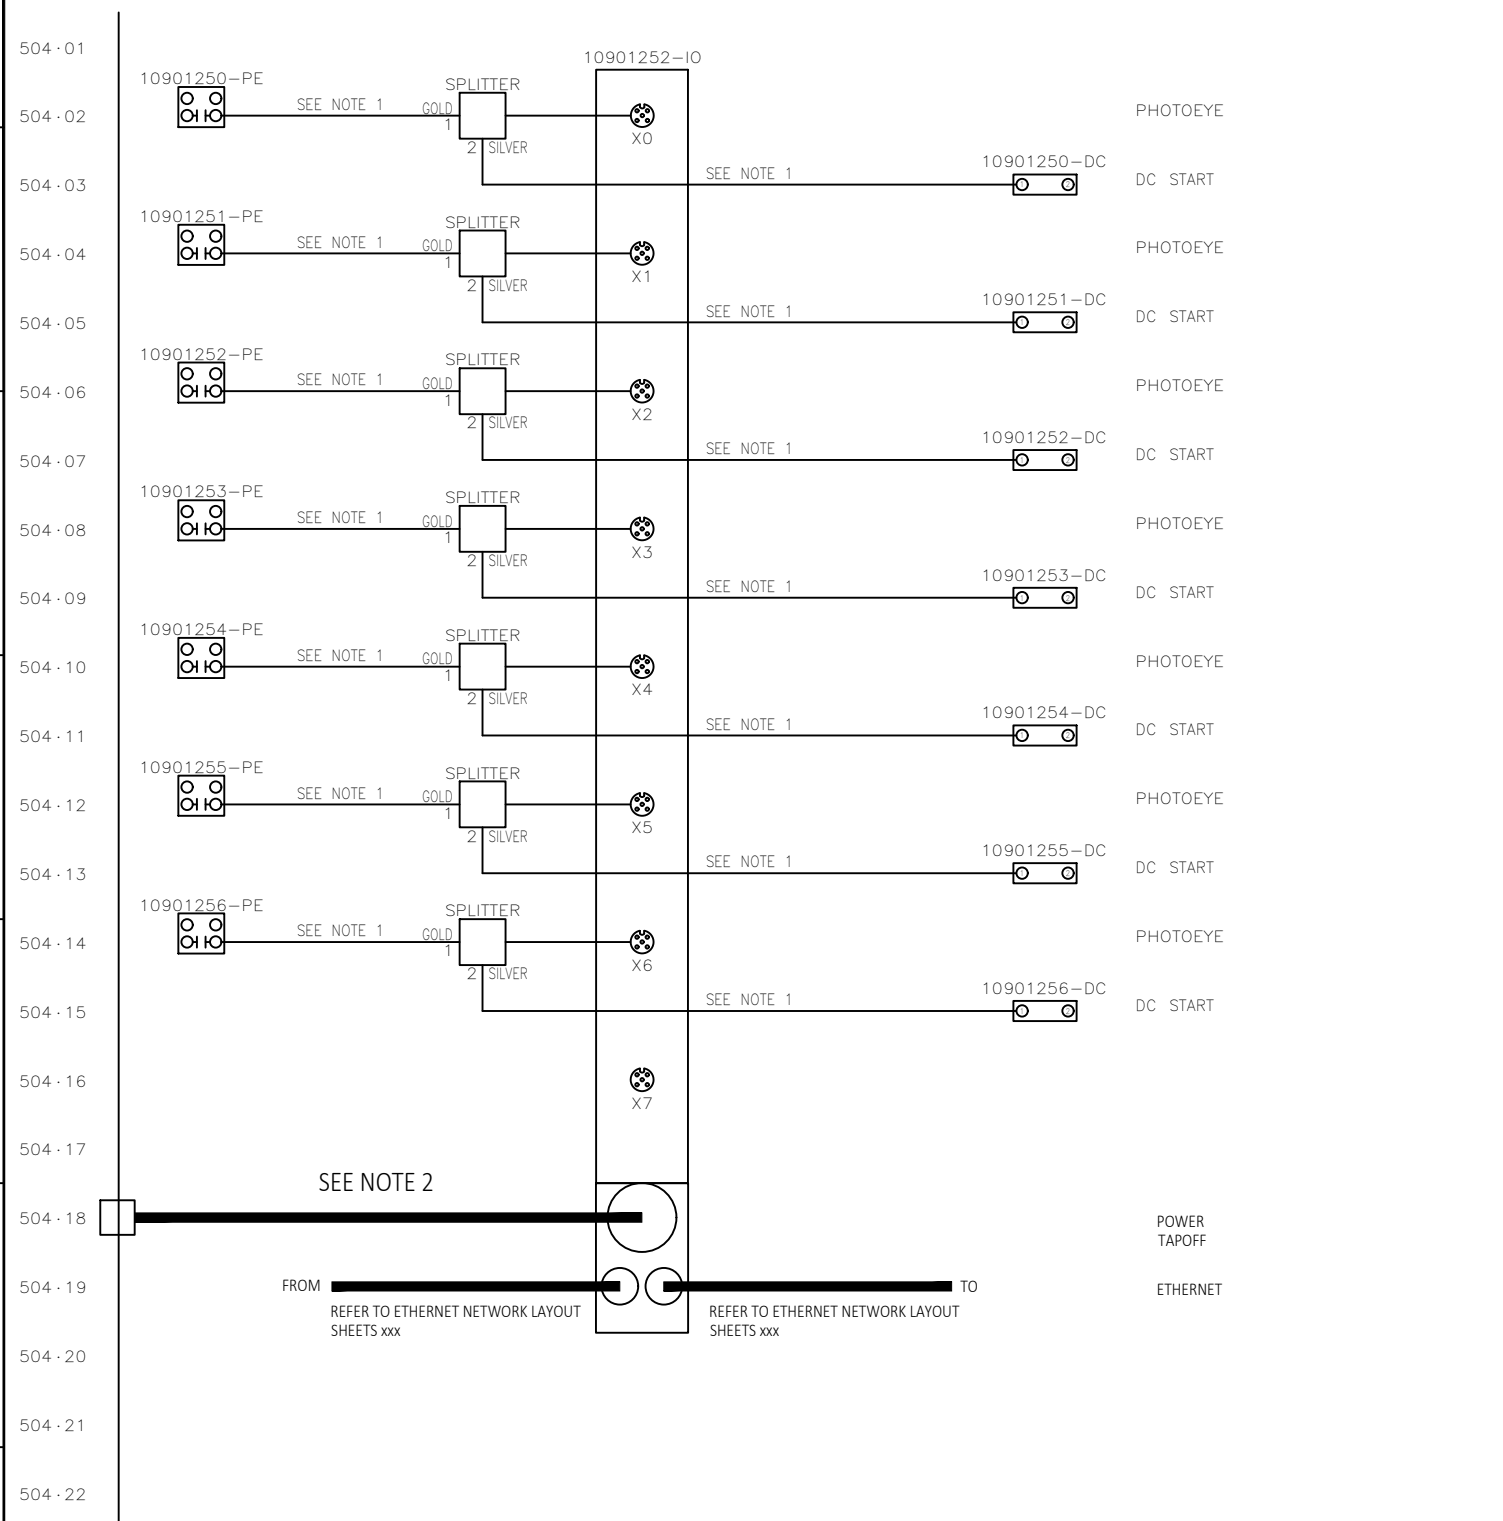 504·01
10901252-IO
10901250-PE
SPLITTER
504·02
SEE NOTE 1
GOLD
1
X0
PHOTOEYE
2 SILVER
504·03
SEE NOTE 1
10901250-DC
DC START
10901251-PE
SPLITTER
504·04
SEE NOTE 1
GOLD
1
X1
PHOTOEYE
2 SILVER
504·05
SEE NOTE 1
10901251-DC
DC START
10901252-PE
SPLITTER
504·06
SEE NOTE 1
GOLD
1
X2
PHOTOEYE
2 SILVER
504·07
SEE NOTE 1
10901252-DC
DC START
10901253-PE
SPLITTER
504·08
SEE NOTE 1
GOLD
1
X3
PHOTOEYE
2 SILVER
504·09
SEE NOTE 1
10901253-DC
DC START
10901254-PE
SPLITTER
504·10
SEE NOTE 1
GOLD
1
X4
PHOTOEYE
2 SILVER
504·11
SEE NOTE 1
10901254-DC
DC START
10901255-PE
SPLITTER
504·12
SEE NOTE 1
GOLD
1
X5
PHOTOEYE
2 SILVER
504·13
SEE NOTE 1
10901255-DC
DC START
10901256-PE
SPLITTER
504·14
SEE NOTE 1
GOLD
1
X6
PHOTOEYE
2 SILVER
504·15
SEE NOTE 1
10901256-DC
DC START
504·16
X7
504·17
SEE NOTE 2
504·18
POWER
TAPOFF
504·19
FROM
TO
ETHERNET
REFER TO ETHERNET NETWORK LAYOUT
SHEETS xxx
REFER TO ETHERNET NETWORK LAYOUT
SHEETS xxx
504·20
504·21
504·22